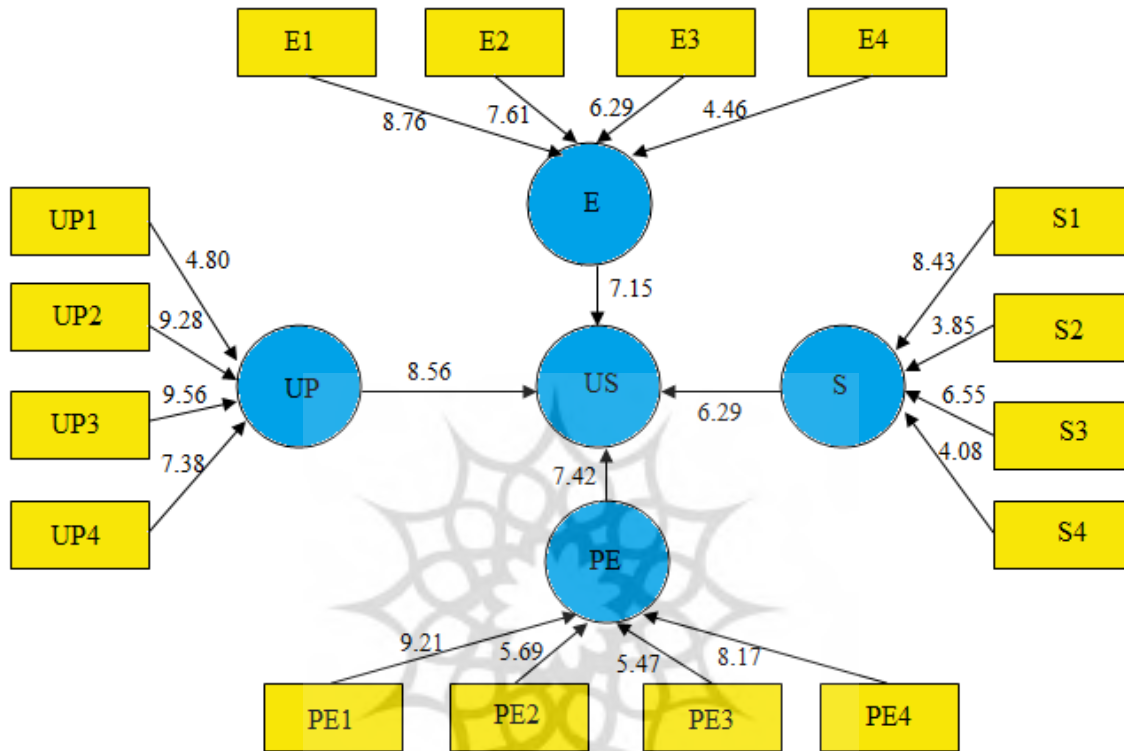 E1
E2
E3
E4
8.76
7.61
6.29
4.46
E
7.15
UP1
UP2
UP3
UP4
4.80
9.28
9.56
7.38
UP
8.56
US
6.29
S
8.43
3.85
6.55
4.08
S1
S2
S3
S4
7.42
PE
9.21
5.69
5.47
8.17
PE1
PE2
PE3
PE4